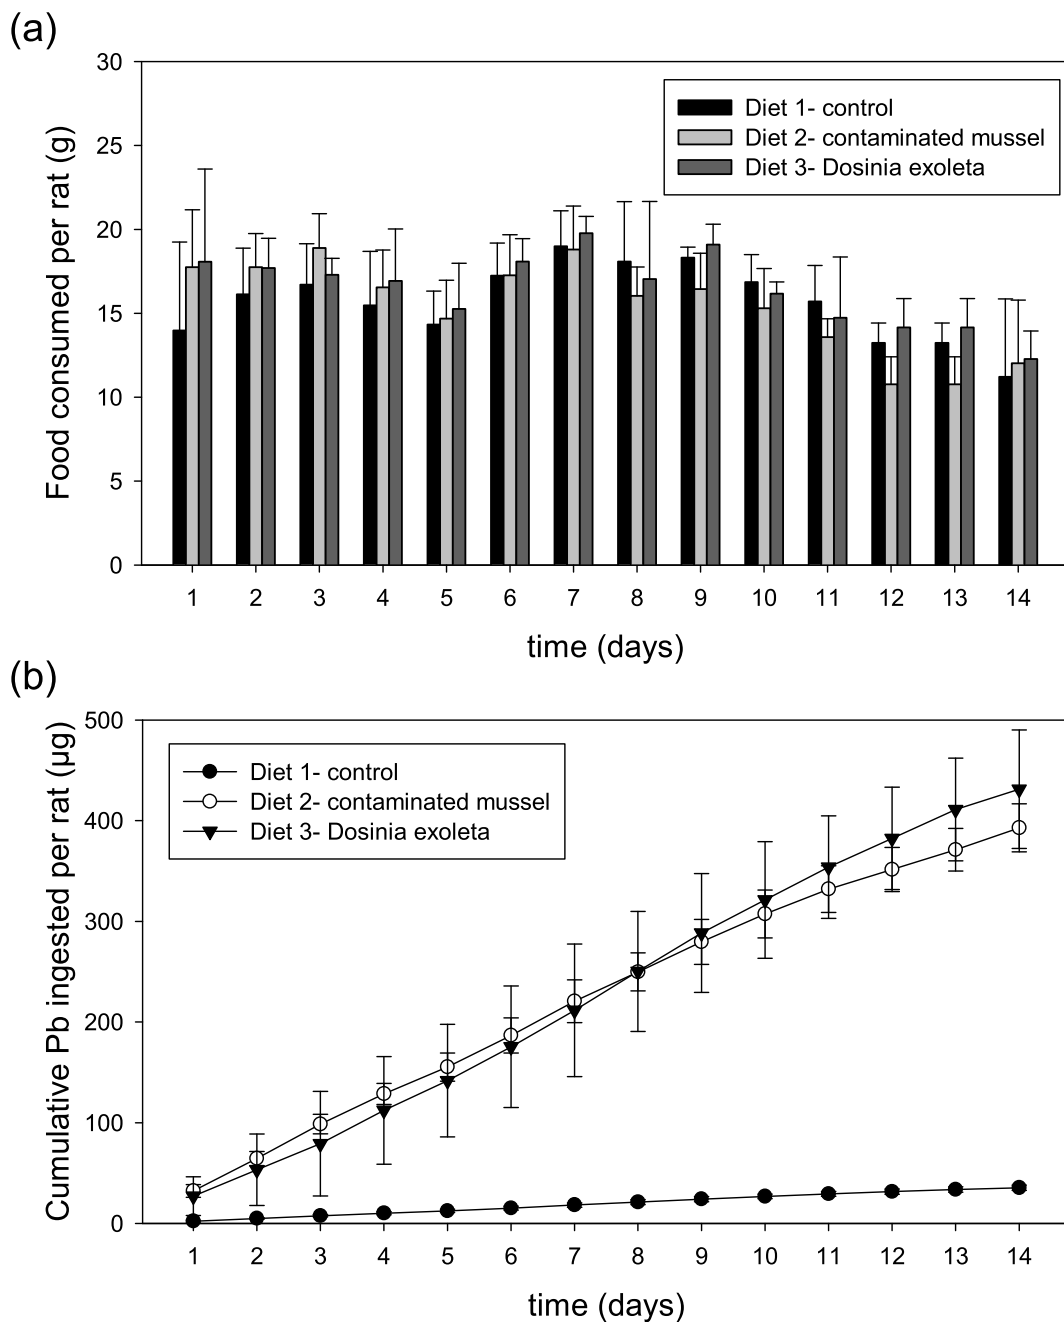 (a)
30
25
20
15
10
5
0
Food consumed per rat (g)
Diet 1- control
Diet 2- contaminated mussel
Diet 3- Dosinia exoleta
1 2 3 4 5 6 7 8 9 10 11 12 13 14
time (days)
(b)
500
400
300
200
100
0
Cumulative Pb ingested per rat (µg)
Diet 1- control
Diet 2- contaminated mussel
Diet 3- Dosinia exoleta
1 2 3 4 5 6 7 8 9 10 11 12 13 14
time (days)